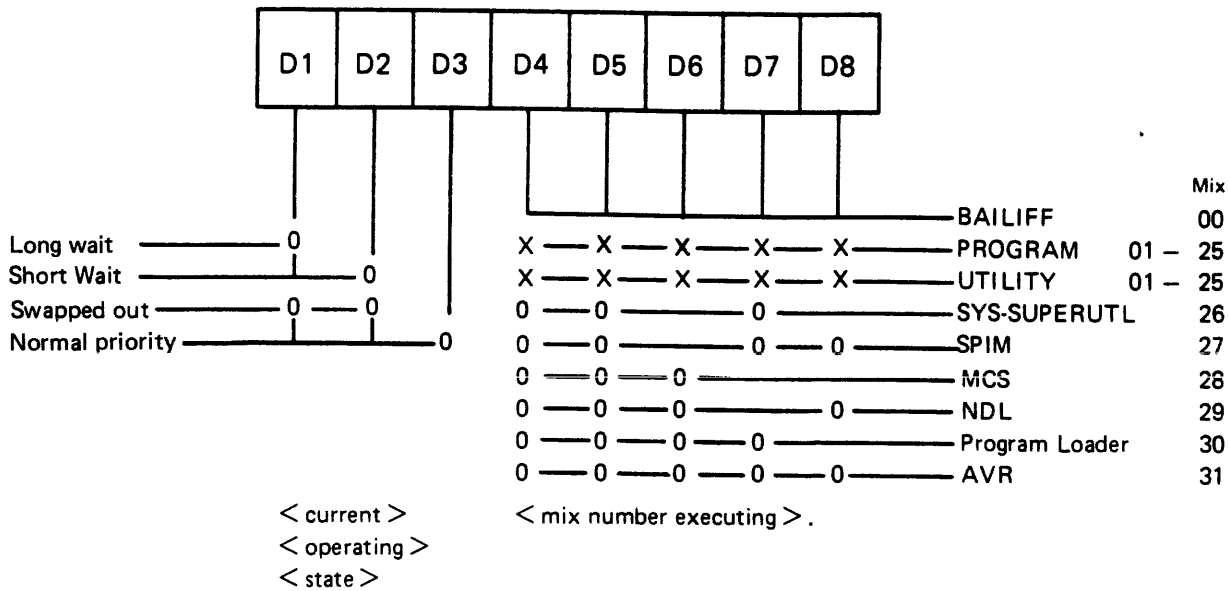 D1 D2 D3 D4 D5 D6 D7 D8
Mix
BAILIFF 00
Long wait 0 X X X X X PROGRAM 01 – 25
Short Wait 0 X X X X X UTILITY 01 – 25
Swapped out 0 0 0 0 0 SYS-SUPERUTL 26
Normal priority 0 0 0 0 0 SPIM 27
0 0 0 MCS 28
0 0 0 0 NDL 29
0 0 0 0 Program Loader 30
0 0 0 0 0 AVR 31
< current > < mix number executing > .
< operating >
< state >